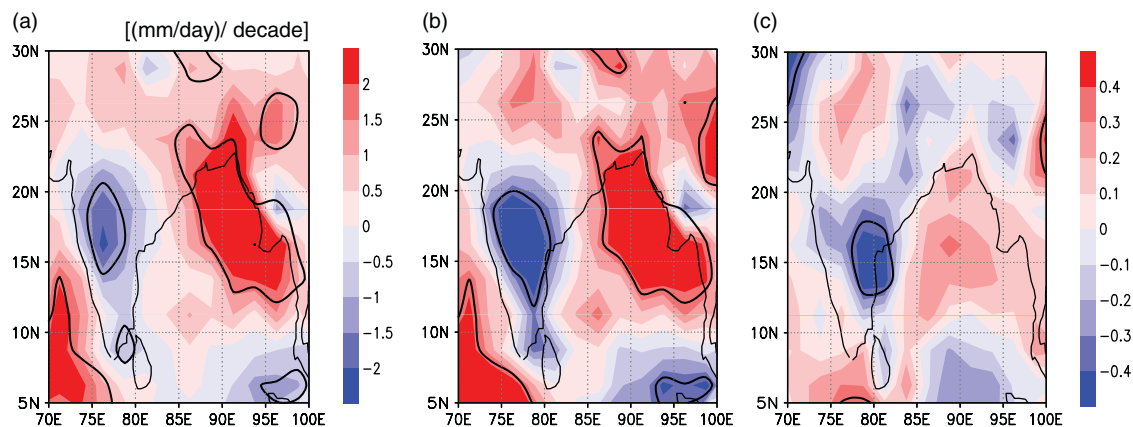 (a) [(mm/day)/ decade] (b) (c)
30N 30N 30N
25N 25N 25N
20N 20N 20N
15N 15N 15N
10N 10N 10N
5N 5N 5N
70E 75E 80E 85E 90E 95E 100E
70E 75E 80E 85E 90E 95E 100E
70E 75E 80E 85E 90E 95E 100E
2
1.5
1
0.5
0
−0.5
−1
−1.5
−2
0.4
0.3
0.2
0.1
0
−0.1
−0.2
−0.3
−0.4